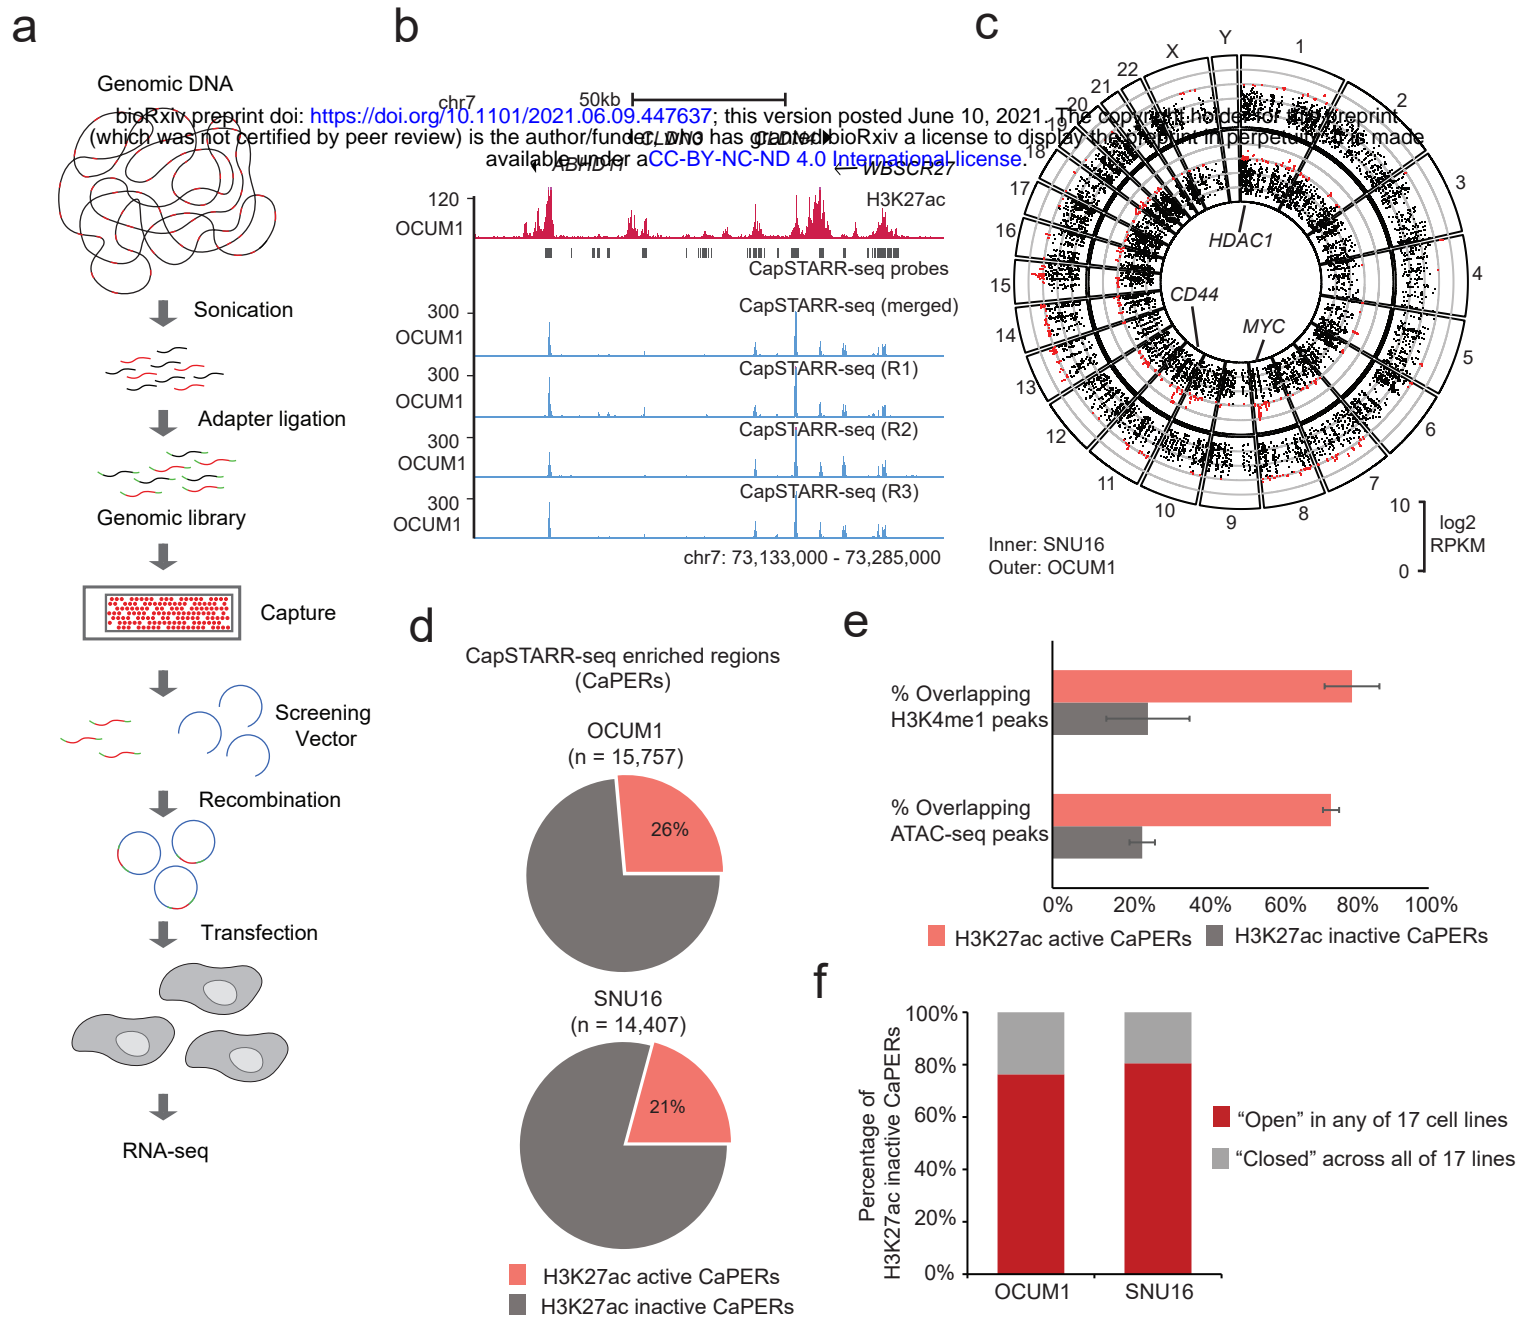 a
Genomic DNA
Sonication
Adapter ligation
Genomic library
Capture
Screening
Vector
Recombination
Transfection
RNA-seq
bioRxiv preprint doi: https://doi.org/10.1101/2021.06.09.447637; this version posted June 10, 2021. The copyright holder for this preprint
(which was not certified by peer review) is the author/funder, who has granted bioRxiv a license to display the preprint in perpetuity. It is made
available under aCC-BY-NC-ND 4.0 International license.
b
chr7
50kb
CLDN3
CLDN4
ABHD11
WBSCR27
120
OCUM1
H3K27ac
CapSTARR-seq probes
300
OCUM1
CapSTARR-seq (merged)
300
OCUM1
CapSTARR-seq (R1)
300
OCUM1
CapSTARR-seq (R2)
300
OCUM1
CapSTARR-seq (R3)
chr7: 73,133,000 - 73,285,000
c
1
2
3
4
5
6
7
8
9
10
11
12
13
14
15
16
17
18
19
20
21
22
X
Y
HDAC1
CD44
MYC
Inner: SNU16
Outer: OCUM1
10
0
log2
RPKM
d
CapSTARR-seq enriched regions
(CaPERs)
OCUM1
(n = 15,757)
26%
SNU16
(n = 14,407)
21%
H3K27ac active CaPERs
H3K27ac inactive CaPERs
e
% Overlapping
H3K4me1 peaks
% Overlapping
ATAC-seq peaks
0% 20% 40% 60% 80% 100%
H3K27ac active CaPERs
H3K27ac inactive CaPERs
f
Percentage of
H3K27ac inactive CaPERs
100%
80%
60%
40%
20%
0%
OCUM1
SNU16
“Open” in any of 17 cell lines
“Closed” across all of 17 lines